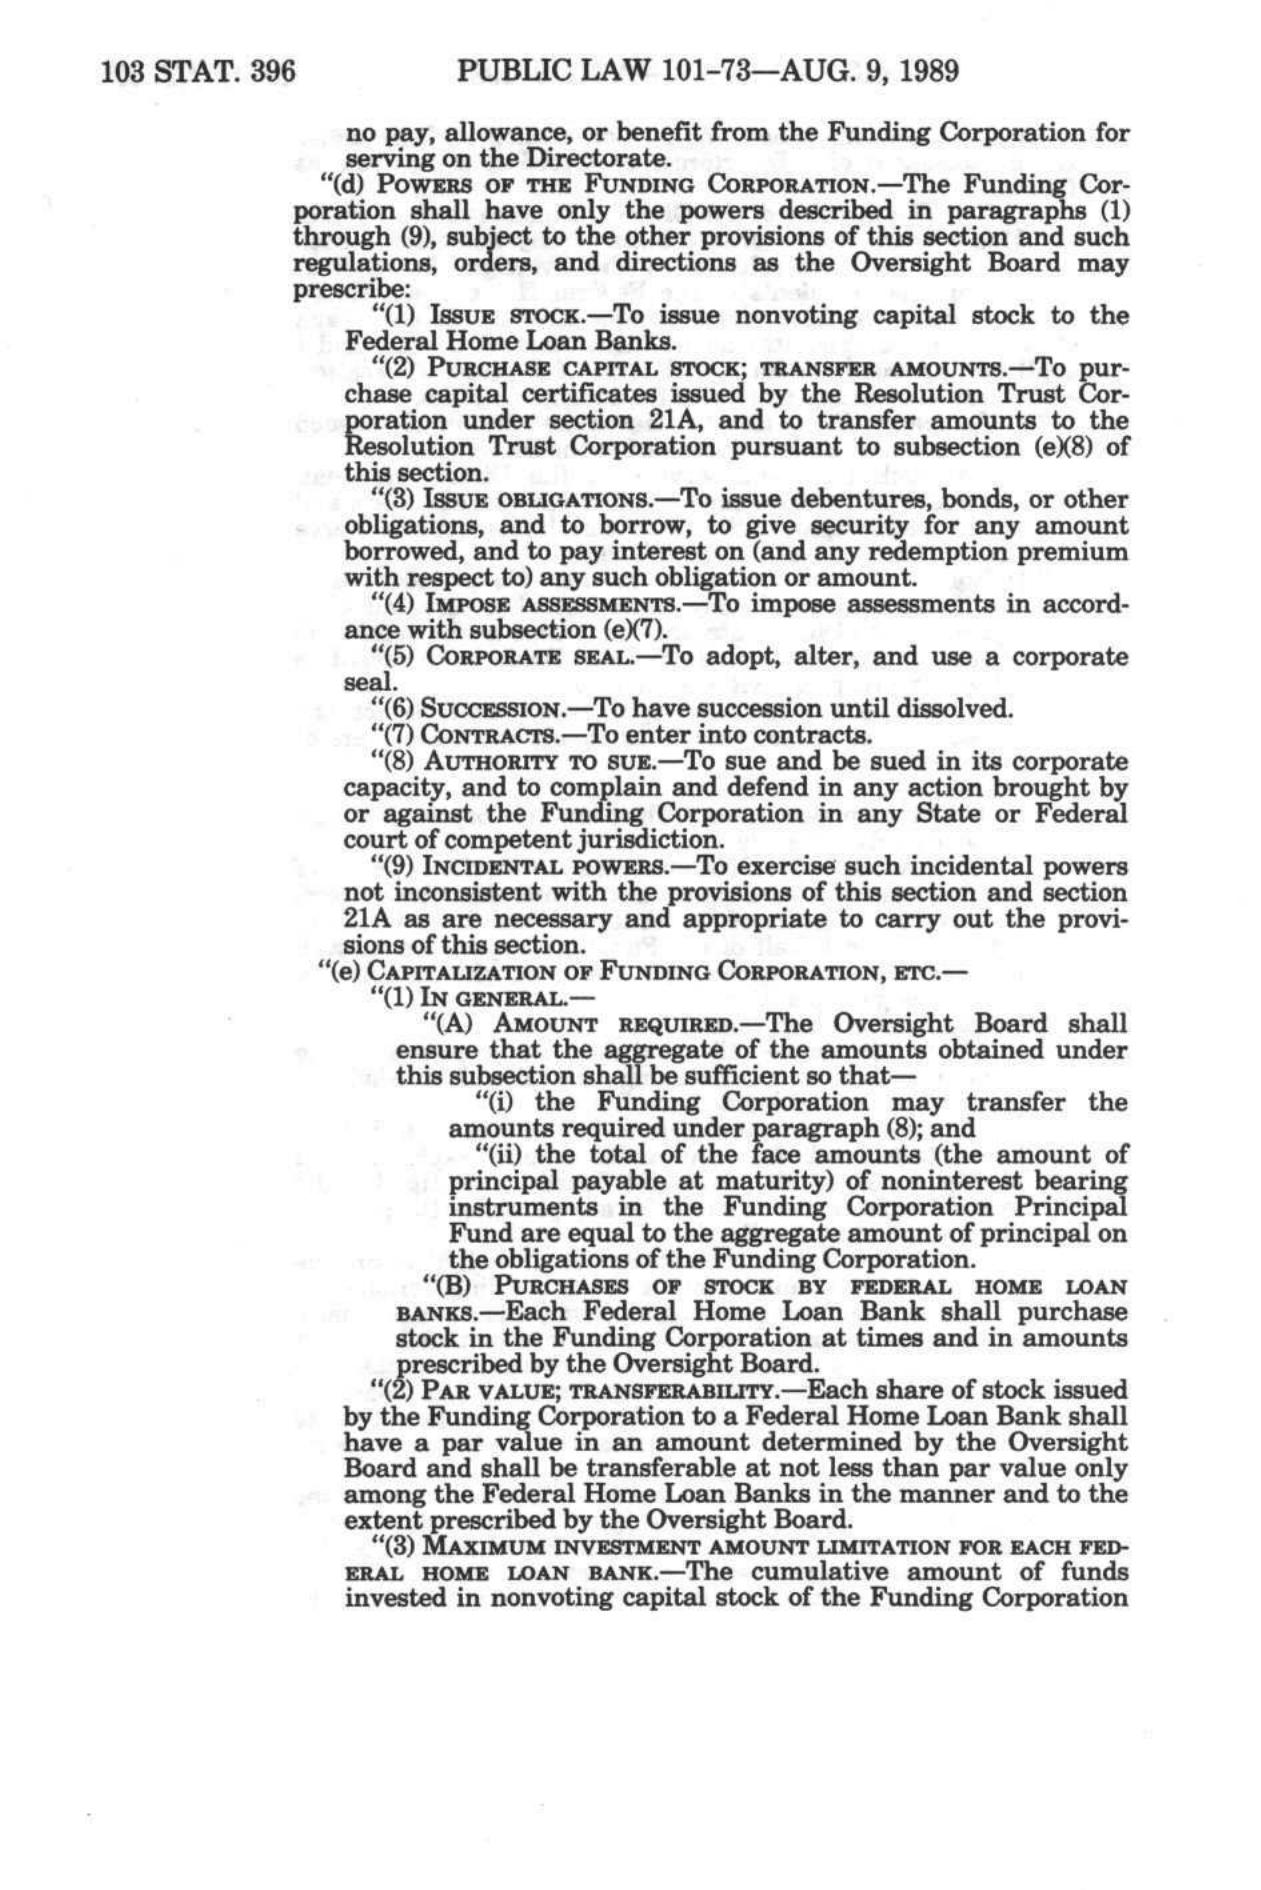 103 STAT. 396 PUBLIC LAW 101-73—AUG. 9, 1989
no pay, allowance, or benefit from the Funding Corporation for
serving on the Directorate.
“(d) POWERS OF THE FUNDING CORPORATION.—The Funding Cor-
poration shall have only the powers described in paragraphs (1)
through (9), subject to the other provisions of this section and such
regulations, orders, and directions as the Oversight Board may
prescribe:
“(1) ISSUE STOCK.—To issue nonvoting capital stock to the
Federal Home Loan Banks.
“(2) PURCHASE CAPITAL STOCK; TRANSFER AMOUNTS.—To pur-
chase capital certificates issued by the Resolution Trust Cor-
poration under section 21A, and to transfer amounts to the
Resolution Trust Corporation pursuant to subsection (e)(8) of
this section.
“(3) ISSUE OBLIGATIONS.—To issue debentures, bonds, or other
obligations, and to borrow, to give security for any amount
borrowed, and to pay interest on (and any redemption premium
with respect to) any such obligation or amount.
“(4) IMPOSE ASSESSMENTS.—To impose assessments in accord-
ance with subsection (e)(7).
“(5) CORPORATE SEAL.—To adopt, alter, and use a corporate
seal.
“(6) SUCCESSION.—To have succession until dissolved.
“(7) CONTRACTS.—To enter into contracts.
“(8) AUTHORITY TO SUE.—To sue and be sued in its corporate
capacity, and to complain and defend in any action brought by
or against the Funding Corporation in any State or Federal
court of competent jurisdiction.
“(9) INCIDENTAL POWERS.—To exercise such incidental powers
not inconsistent with the provisions of this section and section
21A as are necessary and appropriate to carry out the provi-
sions of this section.
“(e) CAPITALIZATION OF FUNDING CORPORATION, ETC.—
“(1) IN GENERAL.—
“(A) AMOUNT REQUIRED.—The Oversight Board shall
ensure that the aggregate of the amounts obtained under
this subsection shall be sufficient so that—
“(i) the Funding Corporation may transfer the
amounts required under paragraph (8); and
“(ii) the total of the face amounts (the amount of
principal payable at maturity) of noninterest bearing
instruments in the Funding Corporation Principal
Fund are equal to the aggregate amount of principal on
the obligations of the Funding Corporation.
“(B) PURCHASES OF STOCK BY FEDERAL HOME LOAN
BANKS.—Each Federal Home Loan Bank shall purchase
stock in the Funding Corporation at times and in amounts
prescribed by the Oversight Board.
“(2) PAR VALUE; TRANSFERABILITY.—Each share of stock issued
by the Funding Corporation to a Federal Home Loan Bank shall
have a par value in an amount determined by the Oversight
Board and shall be transferable at not less than par value only
among the Federal Home Loan Banks in the manner and to the
extent prescribed by the Oversight Board.
“(3) MAXIMUM INVESTMENT AMOUNT LIMITATION FOR EACH FED-
ERAL HOME LOAN BANK.—The cumulative amount of funds
invested in nonvoting capital stock of the Funding Corporation